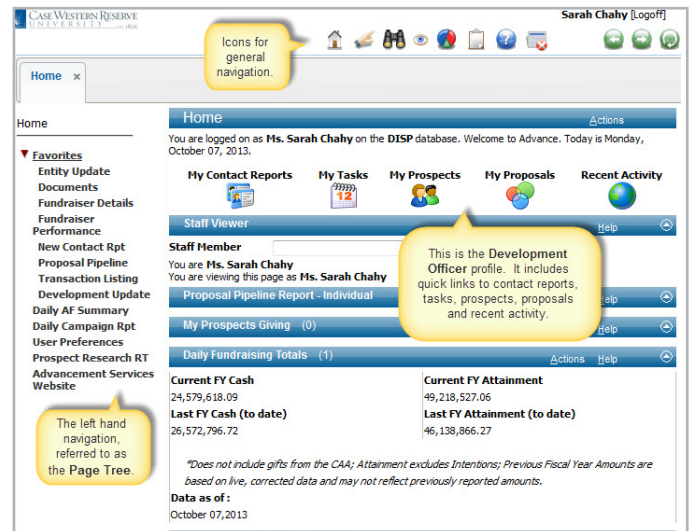 CASE WESTERN RESERVE
UNIVERSITY EST. 1826
Sarah Chahy [Logoff]
Icons for
general
navigation.
Home x
Home
Favorites
Entity Update
Documents
Fundraiser Details
Fundraiser
Performance
New Contact Rpt
Proposal Pipeline
Transaction Listing
Development Update
Daily AF Summary
Daily Campaign Rpt
User Preferences
Prospect Research RT
Advancement Services
Website
The left hand
navigation,
referred to as
the Page Tree.
Home Actions
You are logged on as Ms. Sarah Chahy on the DISP database. Welcome to Advance. Today is Monday,
October 07, 2013.
My Contact Reports My Tasks My Prospects My Proposals Recent Activity
12
Staff Viewer Help
Staff Member
You are Ms. Sarah Chahy
You are viewing this page as Ms. Sarah Chahy
This is the Development
Officer profile. It includes
quick links to contact reports,
tasks, prospects, proposals
and recent activity.
Proposal Pipeline Report - Individual Help
My Prospects Giving (0) Help
Daily Fundraising Totals (1) Actions Help
Current FY Cash Current FY Attainment
24,579,618.09 49,218,527.06
Last FY Cash (to date) Last FY Attainment (to date)
26,572,796.72 46,138,866.27
*Does not include gifts from the CAA; Attainment excludes Intentions; Previous Fiscal Year Amounts are
based on live, corrected data and may not reflect previously reported amounts.
Data as of :
October 07,2013